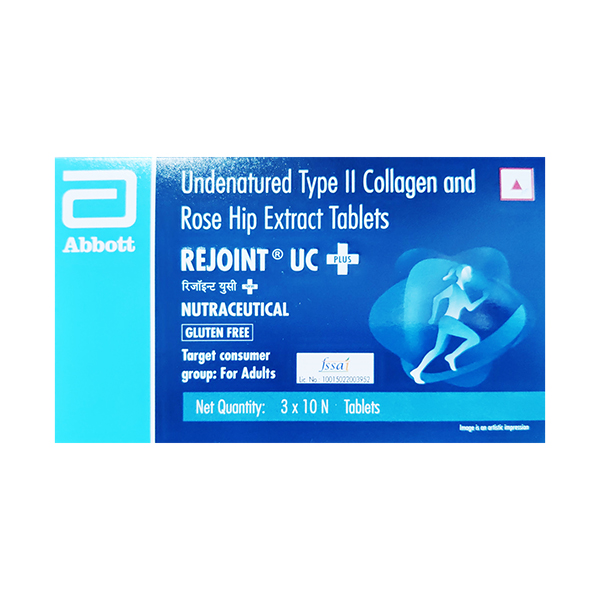 Abbott
Undenatured Type II Collagen and
Rose Hip Extract Tablets
REJOINT® UC PLUS
रिजॉइन्ट युसी
NUTRACEUTICAL
GLUTEN FREE
Target consumer
group: For Adults
fssai
Lic No. 10015022003952
Net Quantity: 3 x 10 N Tablets
Image is an artistic impression